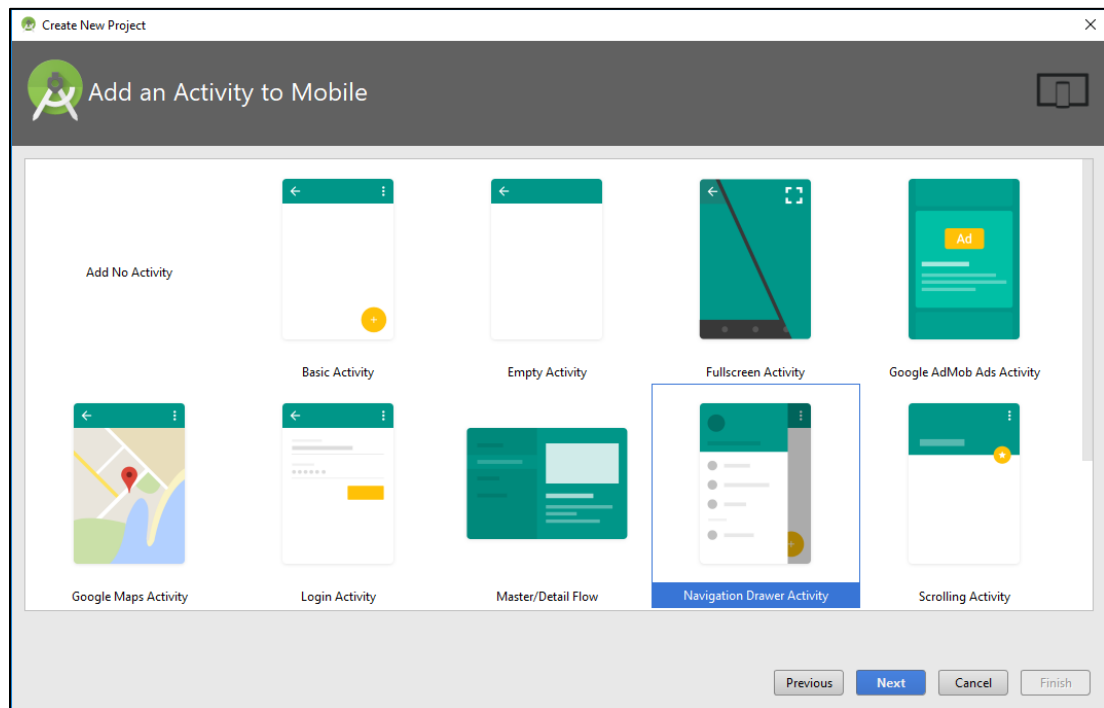 Create New Project
Add an Activity to Mobile
Add No Activity
Ad
Basic Activity
Empty Activity
Fullscreen Activity
Google AdMob Ads Activity
Google Maps Activity
Login Activity
Master/Detail Flow
Navigation Drawer Activity
Scrolling Activity
Previous
Next
Cancel
Finish